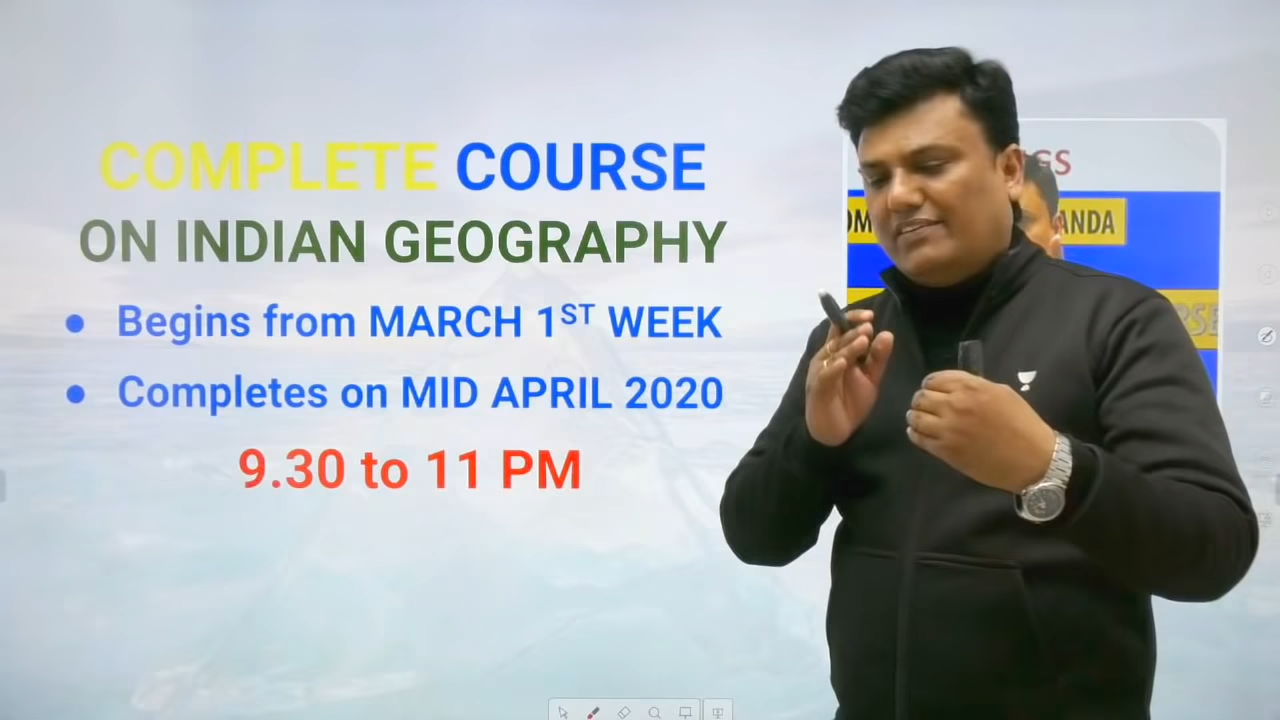 COMPLETE COURSE
ON INDIAN GEOGRAPHY
● Begins from MARCH 1ST WEEK
● Completes on MID APRIL 2020
9.30 to 11 PM
ANDA